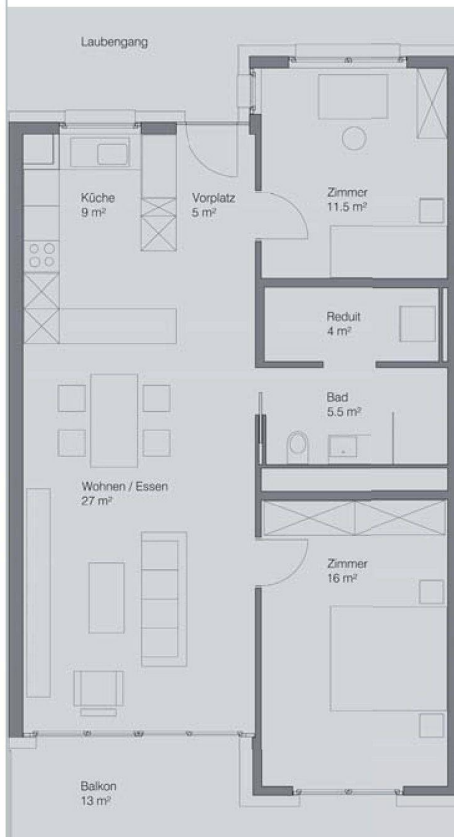 Laubengang
Küche
9 m²
Vorplatz
5 m²
Zimmer
11.5 m²
Reduit
4 m²
Bad
5.5 m²
Wohnen / Essen
27 m²
Zimmer
16 m²
Balkon
13 m²